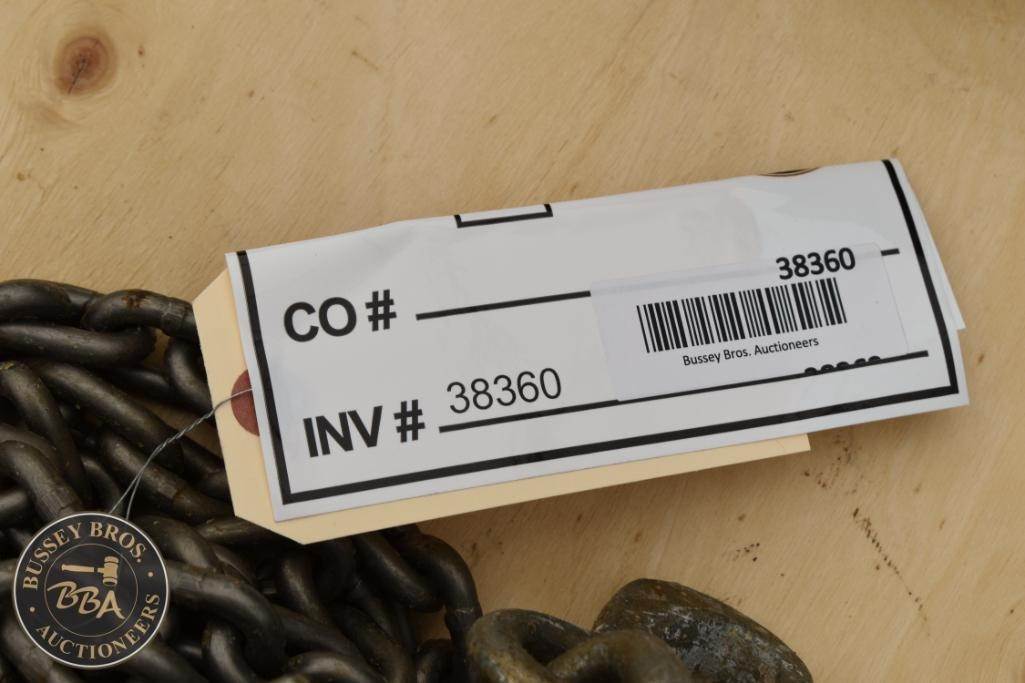 CO #
38360
Bussey Bros. Auctioneers
INV # 38360
BUSSEY BROS.
BBA
AUCTIONEERS